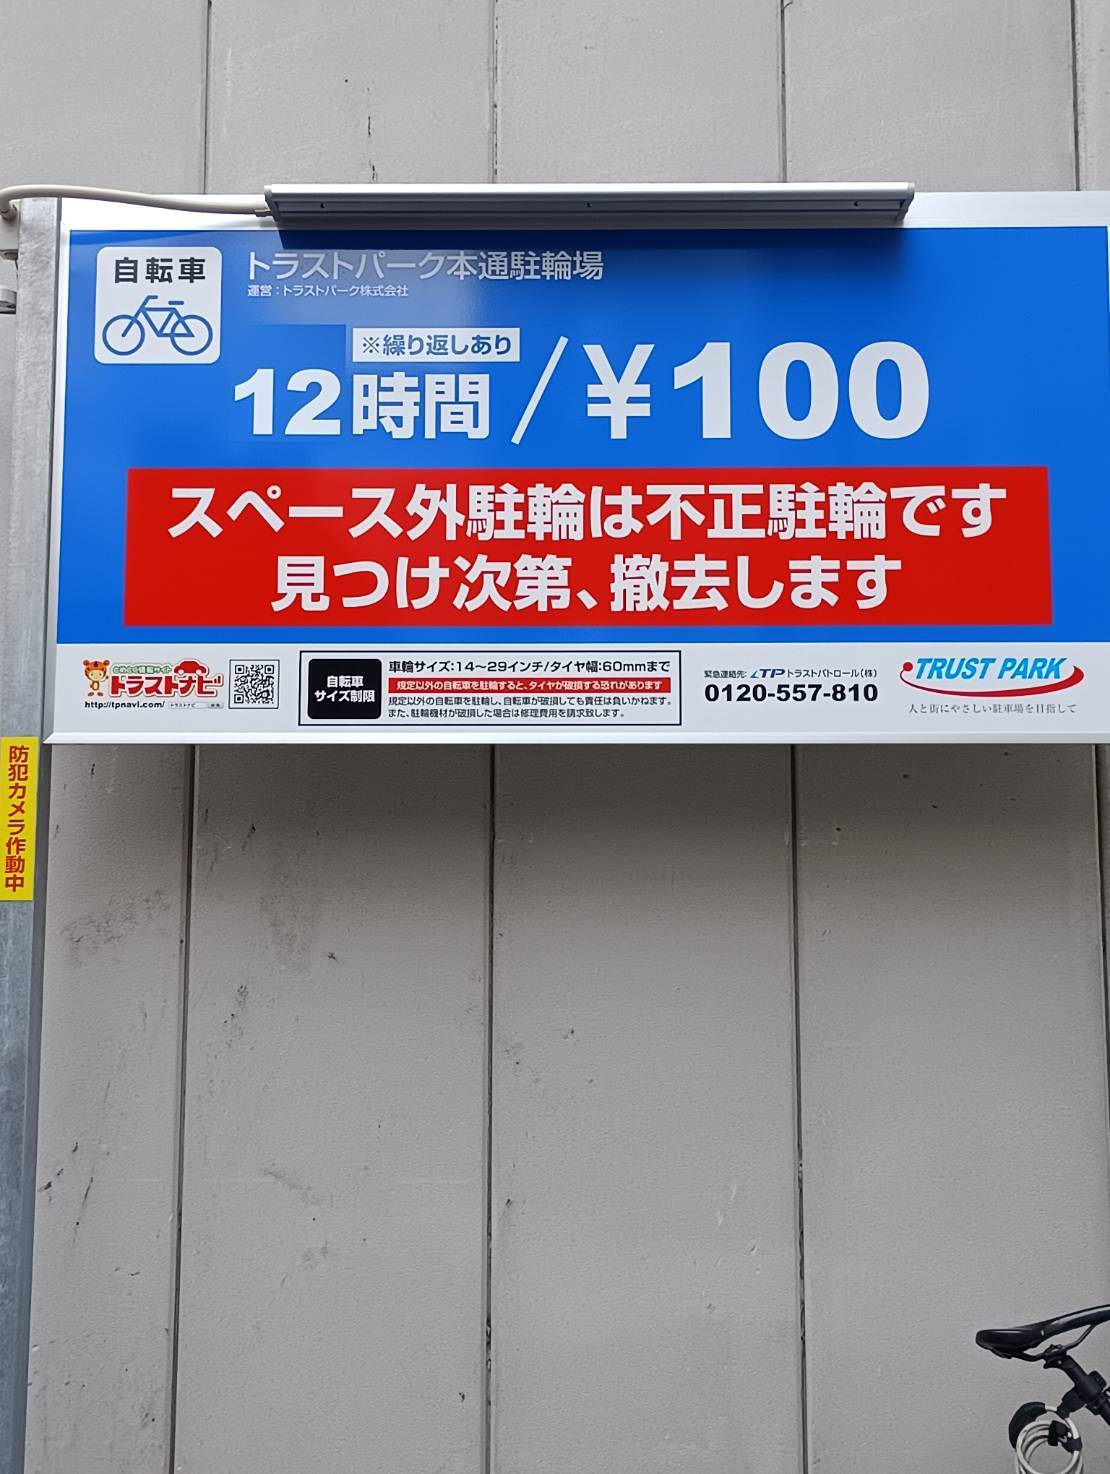 自転車
トラストパーク本通駐輪場
運営：トラストパーク株式会社
※繰り返しあり
12時間/¥100
スペース外駐輪は不正駐輪です
見つけ次第、撤去します
トラストナビ
http://tpnavi.com/
トラストナビ
自転車
サイズ制限
車輪サイズ:14〜29インチ/タイヤ幅:60mmまで
規定以外の自転車を駐輪すると、タイヤが破損する恐れがあります
規定以外の自転車を駐輪し、自転車が破損しても責任は負いかねます。
また、駐輪機材が破損した場合は修理費用を請求致します。
緊急連絡先: TP トラストパトロール(株)
0120-557-810
TRUST PARK
人と街にやさしい駐車場を目指して
防犯カメラ作動中